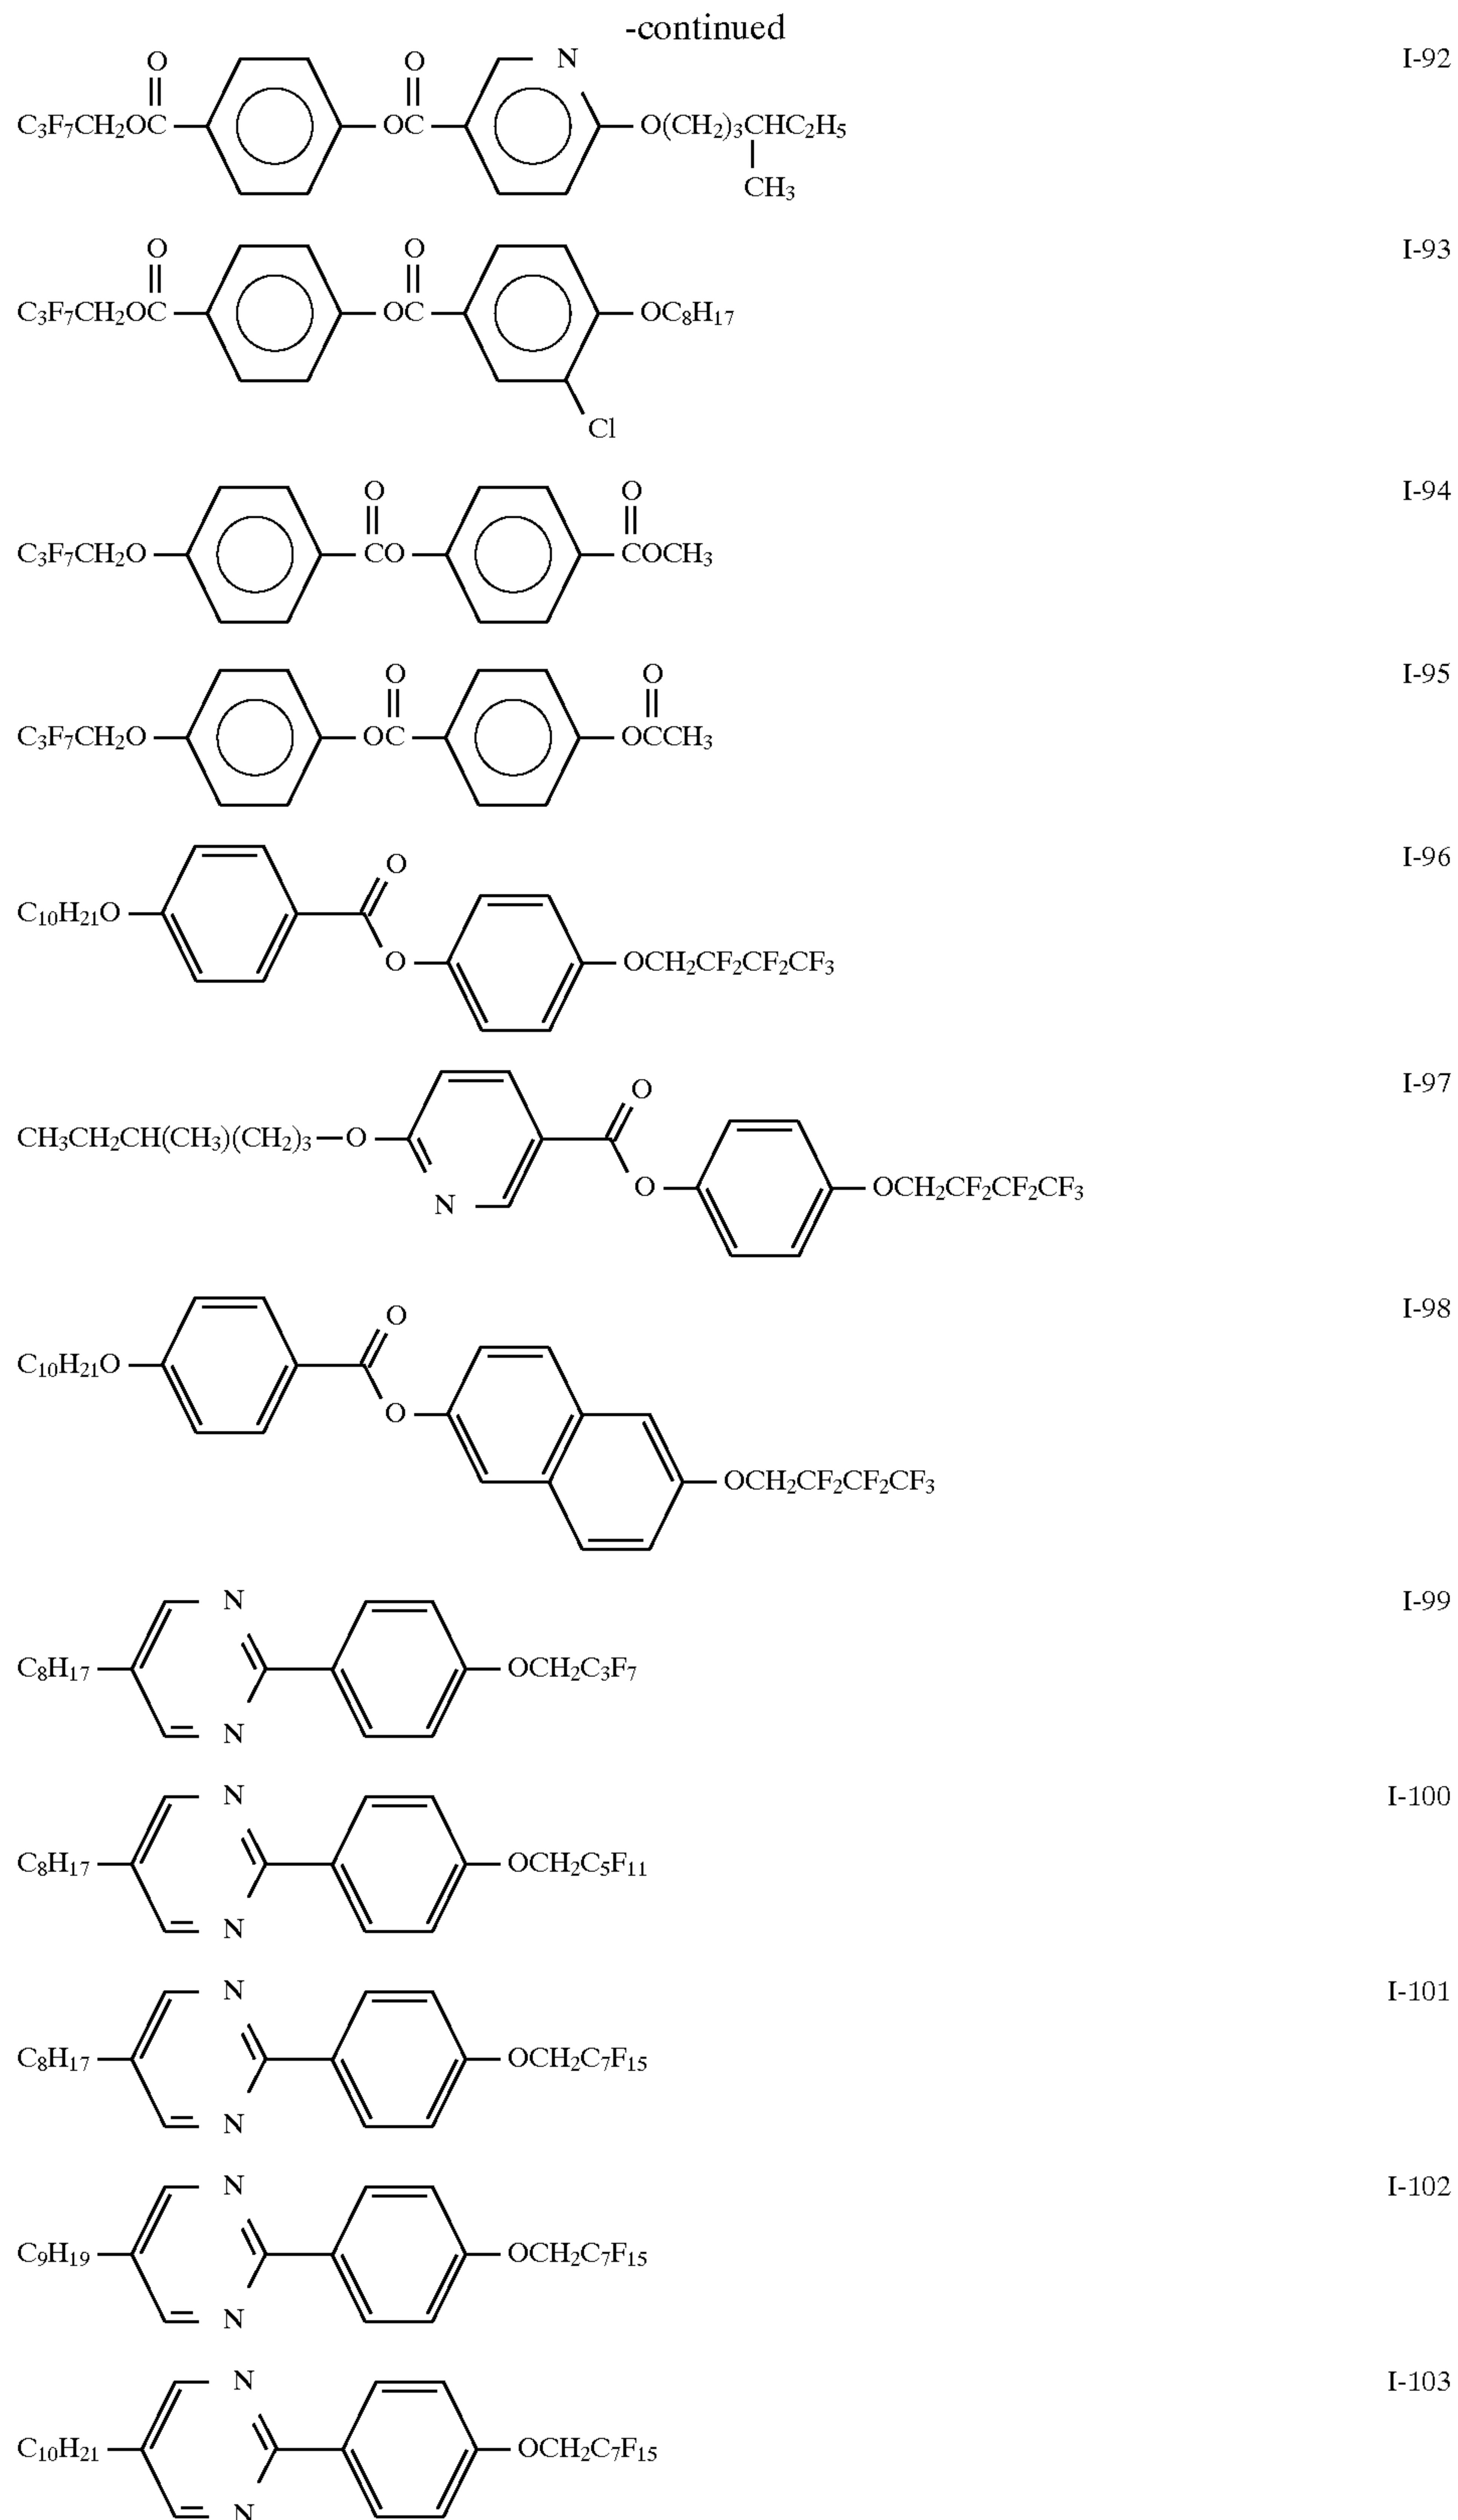 -continued
O O N I-92
C3F7CH2OC OC O(CH2)3CHC2H5
CH3
O O I-93
C3F7CH2OC OC OC8H17
Cl
O O I-94
C3F7CH2O CO COCH3
O O I-95
C3F7CH2O OC OCCH3
O I-96
C10H21O
O OCH2CF2CF2CF3
O I-97
CH3CH2CH(CH3)(CH2)3 O
N O OCH2CF2CF2CF3
O I-98
C10H21O
O
OCH2CF2CF2CF3
N I-99
C8H17 OCH2C3F7
N
N I-100
C8H17 OCH2C5F11
N
N I-101
C8H17 OCH2C7F15
N
N I-102
C9H19 OCH2C7F15
N
N I-103
C10H21 OCH2C7F15
N